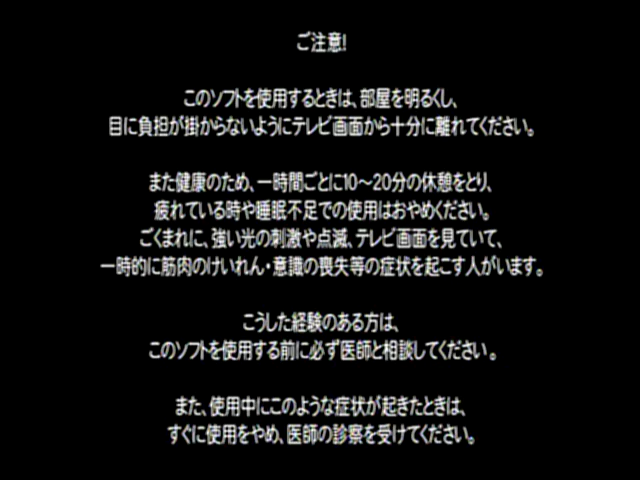 ご注意!
このソフトを使用するときは、部屋を明るくし、
目に負担が掛からないようにテレビ画面から十分に離れてください。
また健康のため、一時間ごとに10〜20分の休憩をとり、
疲れている時や睡眠不足での使用はおやめください。
ごくまれに、強い光の刺激や点滅、テレビ画面を見ていて、
一時的に筋肉のけいれん・意識の喪失等の症状を起こす人がいます。
こうした経験のある方は、
このソフトを使用する前に必ず医師と相談してください。
また、使用中にこのような症状が起きたときは、
すぐに使用をやめ、医師の診察を受けてください。